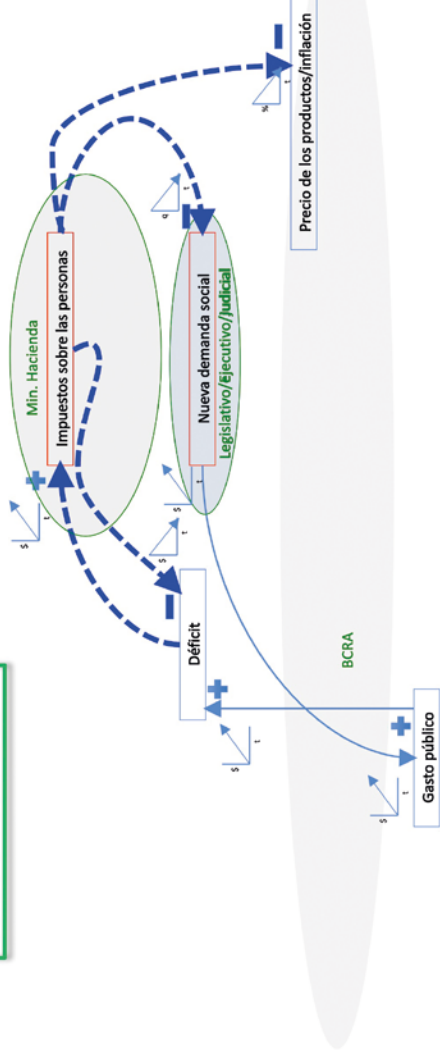 Min. Hacienda
Impuestos sobre las personas
$
t
%
t
Precio de los productos/inflación
q
t
Nueva demanda social
Legislativo/Ejecutivo/Judicial
$
t
$
t
Déficit
$
t
BCRA
Gasto público
$
t